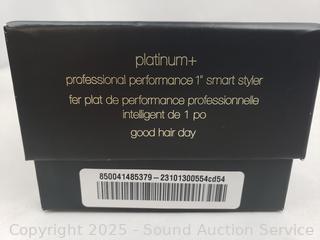 platinum+
professional performance 1" smart styler
fer plat de performance professionnelle
intelligent de 1 po
good hair day
850041485379-23101300554cd54
Copyright 2025 - Sound Auction Service